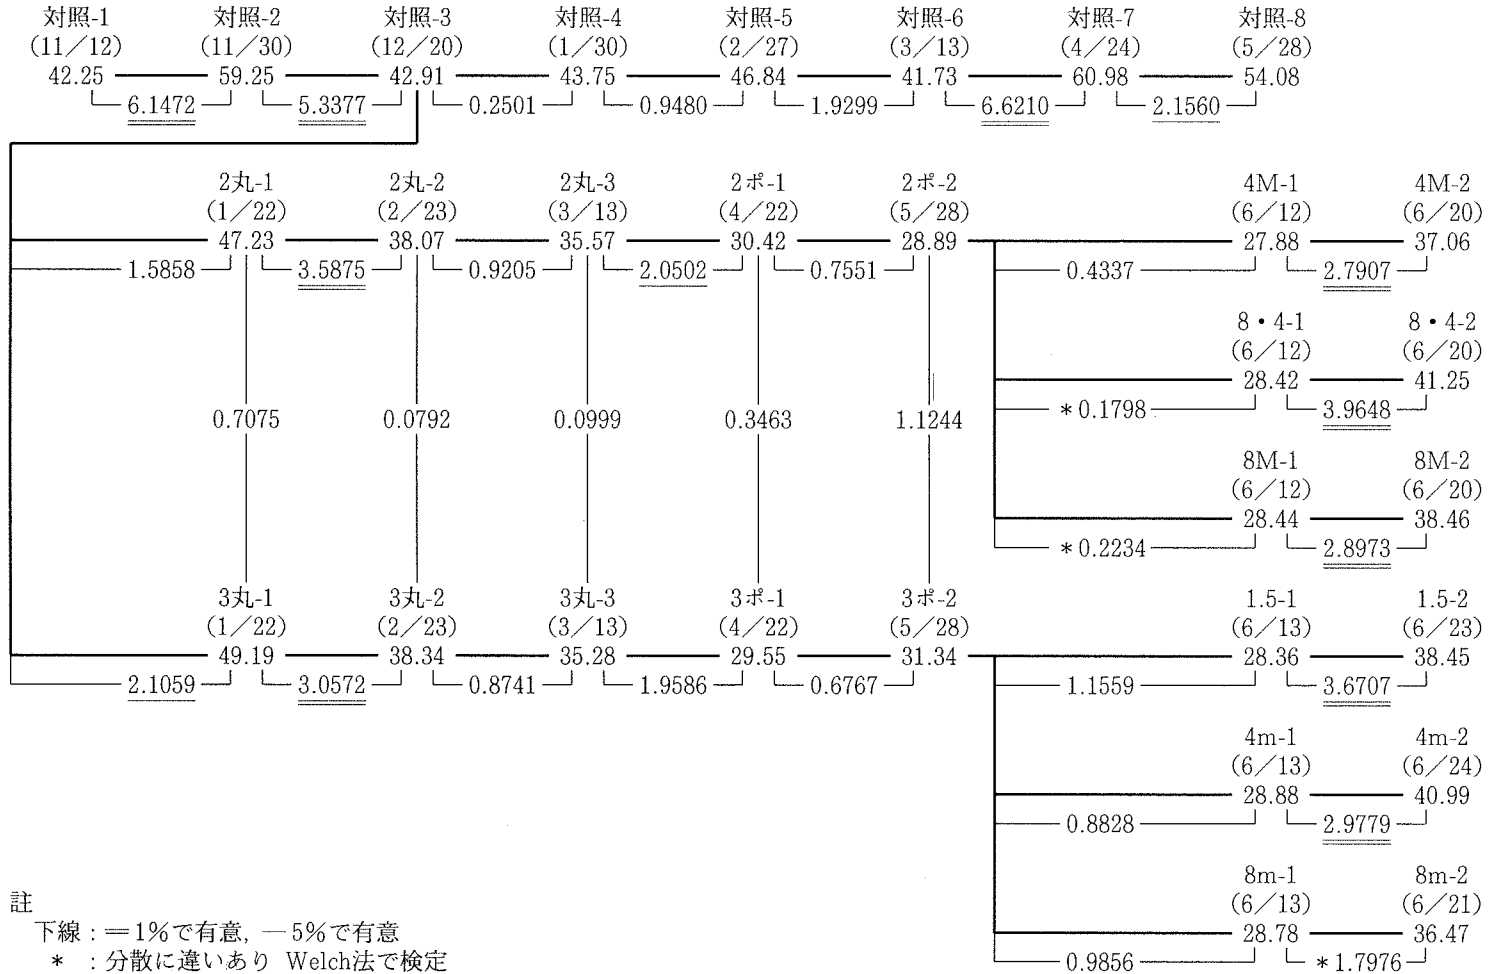 対照-1 対照-2 対照-3 対照-4 対照-5 対照-6 対照-7 対照-8
(11／12) (11／30) (12／20) (1／30) (2／27) (3／13) (4／24) (5／28)
42.25 59.25 42.91 43.75 46.84 41.73 60.98 54.08
6.1472 5.3377 0.2501 0.9480 1.9299 6.6210 2.1560
2丸-1 2丸-2 2丸-3 2ポ-1 2ポ-2 4M-1 4M-2
(1／22) (2／23) (3／13) (4／22) (5／28) (6／12) (6／20)
47.23 38.07 35.57 30.42 28.89 27.88 37.06
1.5858 3.5875 0.9205 2.0502 0.7551 0.4337 2.7907
8・4-1 8・4-2
(6／12) (6／20)
28.42 41.25
＊0.1798 3.9648
0.7075 0.0792 0.0999 0.3463 1.1244
8M-1 8M-2
(6／12) (6／20)
28.44 38.46
＊0.2234 2.8973
3丸-1 3丸-2 3丸-3 3ポ-1 3ポ-2 1.5-1 1.5-2
(1／22) (2／23) (3／13) (4／22) (5／28) (6／13) (6／23)
49.19 38.34 35.28 29.55 31.34 28.36 38.45
2.1059 3.0572 0.8741 1.9586 0.6767 1.1559 3.6707
4m-1 4m-2
(6／13) (6／24)
28.88 40.99
0.8828 2.9779
8m-1 8m-2
(6／13) (6／21)
28.78 36.47
0.9856 ＊1.7976
註
下線：＝1%で有意, ―5%で有意
＊：分散に違いあり Welch法で検定